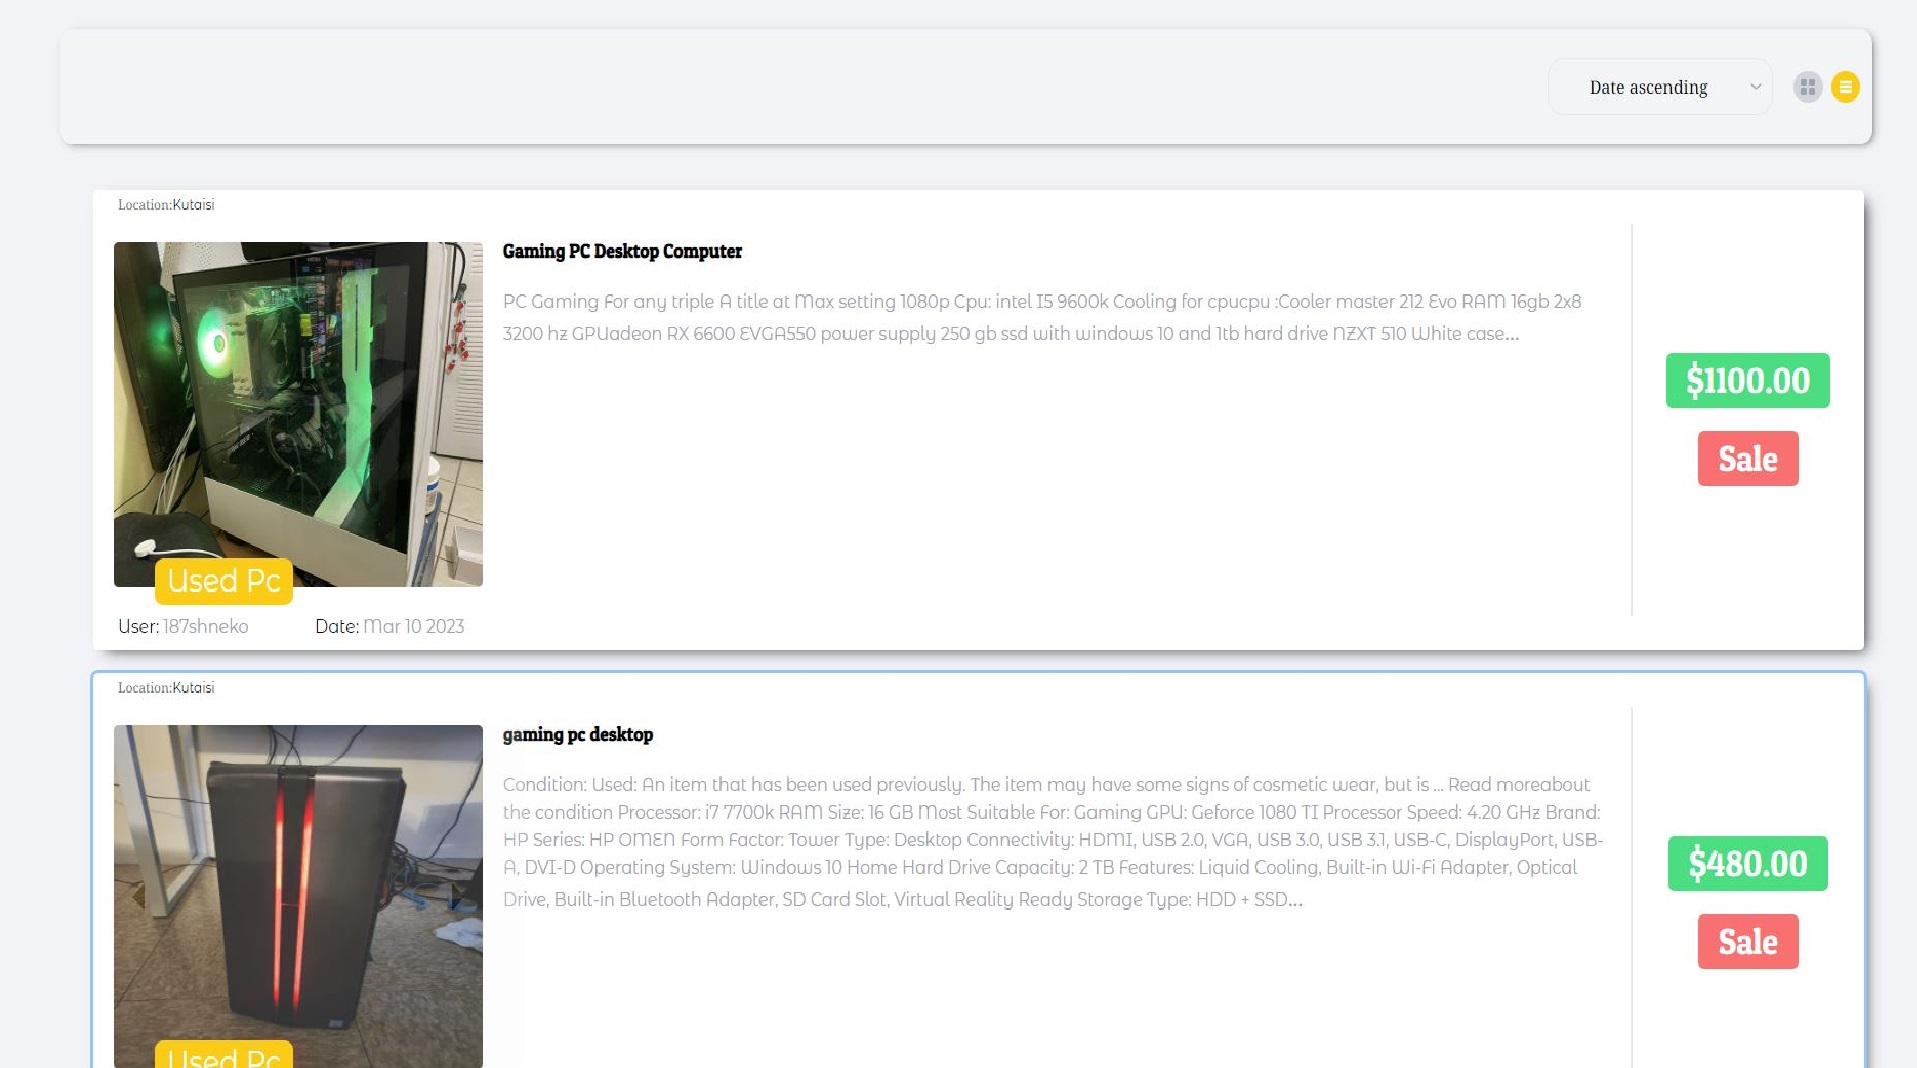 Date ascending
Location:Kutaisi
Gaming PC Desktop Computer
PC Gaming For any triple A title at Max setting 1080p Cpu: intel I5 9600k Cooling for cpucpu :Cooler master 212 Evo RAM 16gb 2x8
3200 hz GPUadeon RX 6600 EVGA550 power supply 250 gb ssd with windows 10 and 1tb hard drive NZXT 510 White case...
$1100.00
Sale
Used Pc
User: 187shneko Date: Mar 10 2023
Location:Kutaisi
gaming pc desktop
Condition: Used: An item that has been used previously. The item may have some signs of cosmetic wear, but is ... Read moreabout
the condition Processor: i7 7700k RAM Size: 16 GB Most Suitable For: Gaming GPU: Geforce 1080 TI Processor Speed: 4.20 GHz Brand:
HP Series: HP OMEN Form Factor: Tower Type: Desktop Connectivity: HDMI, USB 2.0, VGA, USB 3.0, USB 3.1, USB-C, DisplayPort, USB-
A, DVI-D Operating System: Windows 10 Home Hard Drive Capacity: 2 TB Features: Liquid Cooling, Built-in Wi-Fi Adapter, Optical
Drive, Built-in Bluetooth Adapter, SD Card Slot, Virtual Reality Ready Storage Type: HDD + SSD...
$480.00
Sale
Used Pc